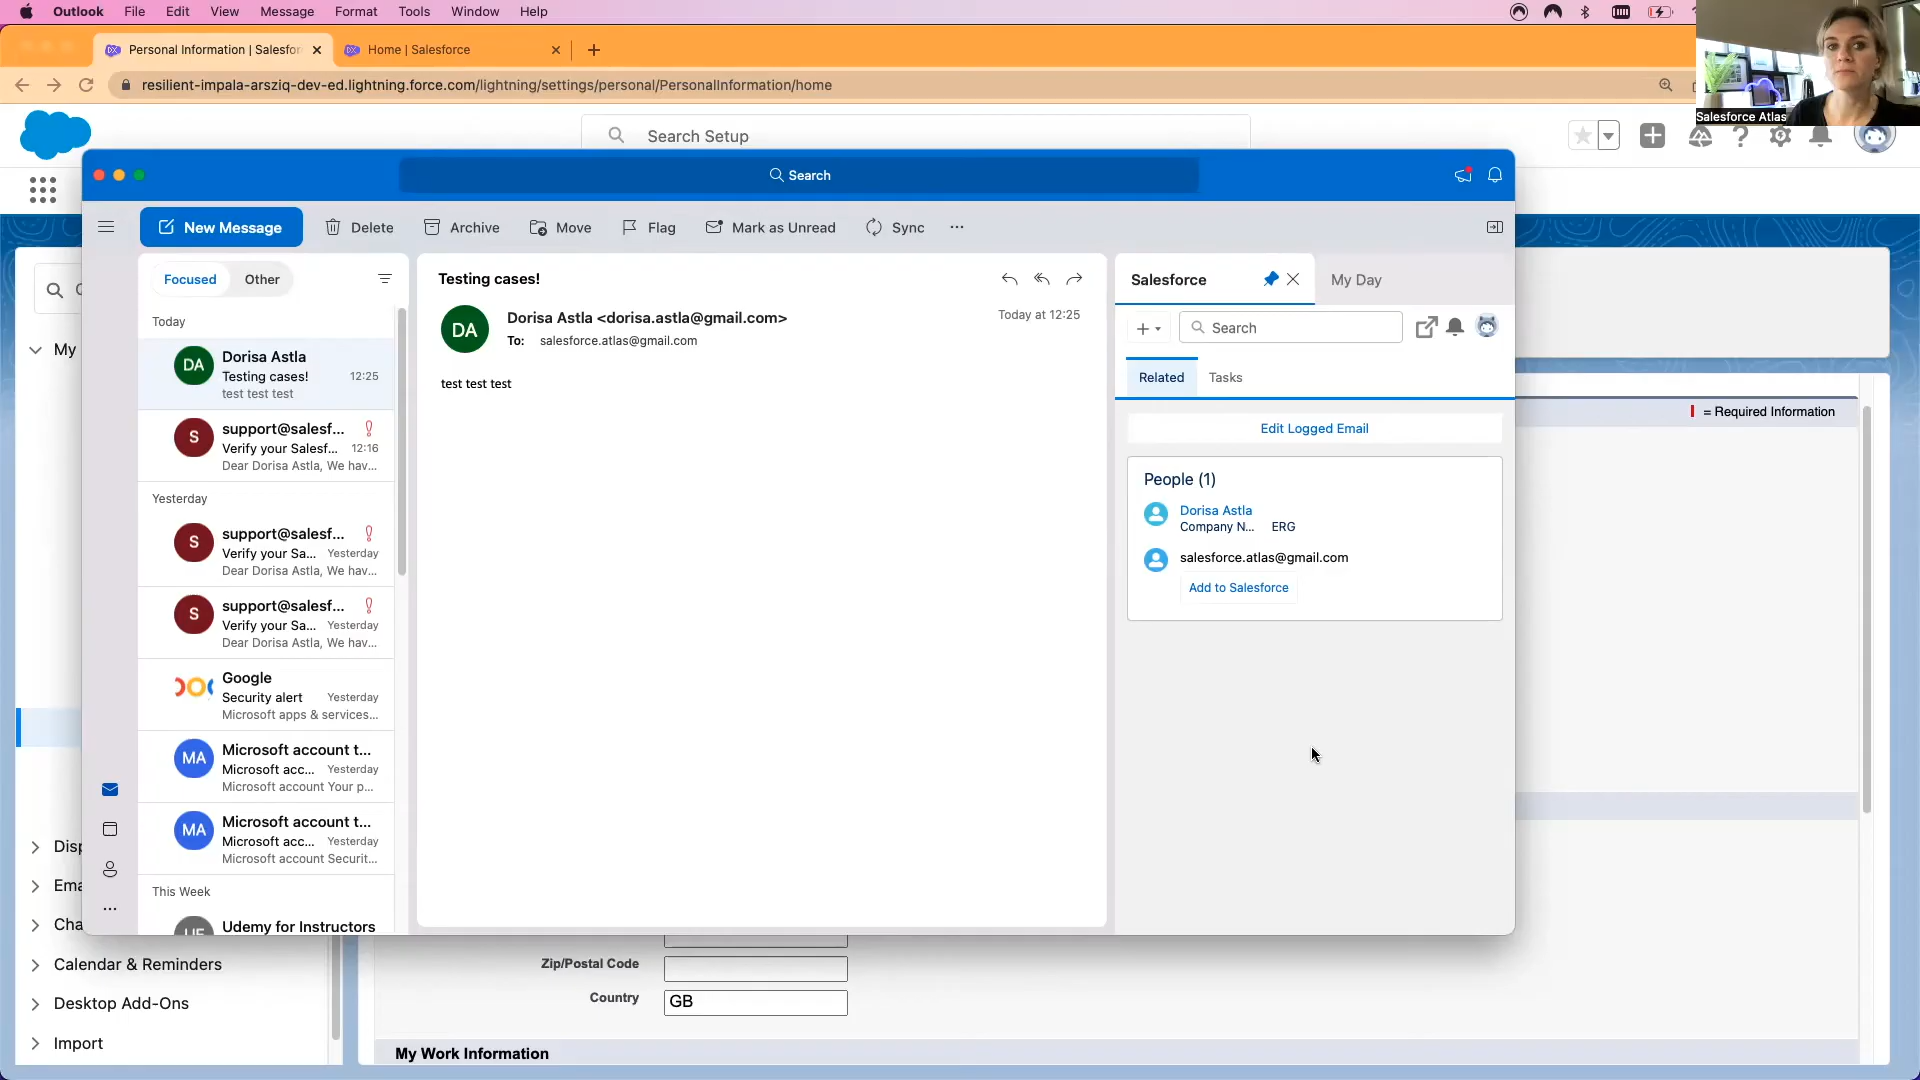 Outlook File Edit View Message Format Tools Window Help
Personal Information | Salesfor
Home | Salesforce
resilient-impala-arsziq-dev-ed.lightning.force.com/lightning/settings/personal/PersonalInformation/home
Salesforce Atlas
Search Setup
Search
New Message Delete Archive Move Flag Mark as Unread Sync
Focused Other
Today
DA
Dorisa Astla
Testing cases! 12:25
test test test
S
support@salesf...
Verify your Salesf... 12:16
Dear Dorisa Astla, We hav...
Yesterday
S
support@salesf...
Verify your Sa... Yesterday
Dear Dorisa Astla, We hav...
S
support@salesf...
Verify your Sa... Yesterday
Dear Dorisa Astla, We hav...
Google
Security alert Yesterday
Microsoft apps & services...
MA
Microsoft account t...
Microsoft acc... Yesterday
Microsoft account Your p...
MA
Microsoft account t...
Microsoft acc... Yesterday
Microsoft account Securit...
This Week
Udemy for Instructors
Testing cases!
DA
Dorisa Astla <dorisa.astla@gmail.com>
Today at 12:25
To: salesforce.atlas@gmail.com
test test test
Salesforce My Day
Search
Related Tasks
Edit Logged Email
People (1)
Dorisa Astla
Company N... ERG
salesforce.atlas@gmail.com
Add to Salesforce
= Required Information
My
Calendar & Reminders
Desktop Add-Ons
Import
Zip/Postal Code
Country GB
My Work Information